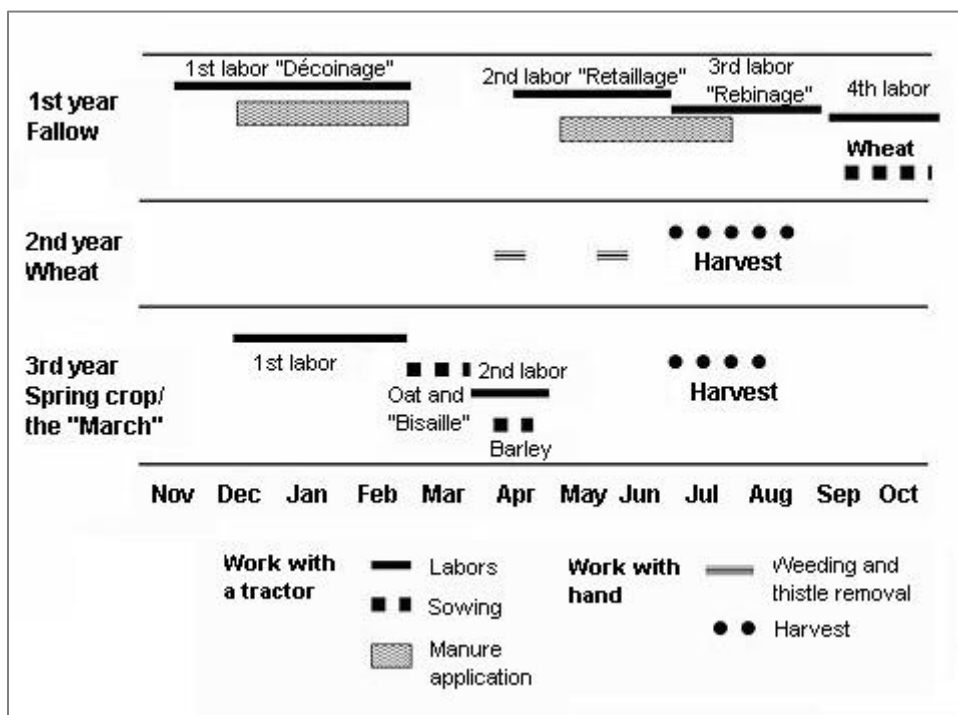 1st labor "Décoinage"
2nd labor "Retaillage"
3rd labor
"Rebinage"
4th labor
1st year
Fallow
Wheat
2nd year
Wheat
Harvest
3rd year
Spring crop/
the "March"
1st labor
Oat and
"Bisaille"
2nd labor
Barley
Harvest
Nov Dec Jan Feb Mar Apr May Jun Jul Aug Sep Oct
Work with
a tractor
Labors
Sowing
Manure
application
Work with
hand
Weeding and
thistle removal
Harvest